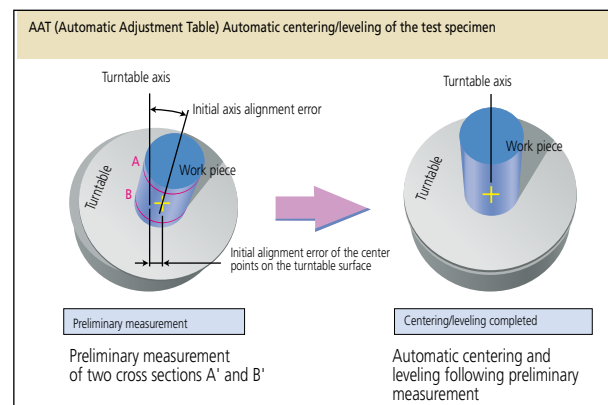 AAT (Automatic Adjustment Table) Automatic centering/leveling of the test specimen
Turntable axis
Initial axis alignment error
A
Work piece
B
Turntable
Initial alignment error of the center
points on the turntable surface
Preliminary measurement
Preliminary measurement
of two cross sections A' and B'
Turntable axis
Work piece
Turntable
Centering/leveling completed
Automatic centering and
leveling following preliminary
measurement